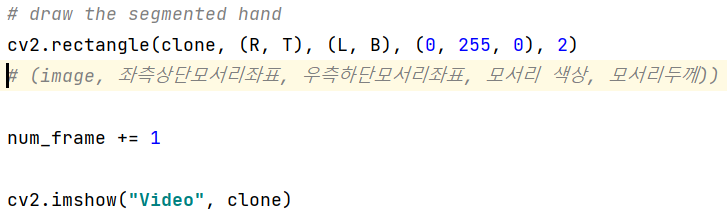 # draw the segmented hand
cv2.rectangle(clone, (R, T), (L, B), (0, 255, 0), 2)
# (image, 좌측상단모서리좌표, 우측하단모서리좌표, 모서리 색상, 모서리두께))
num_frame += 1
cv2.imshow("Video", clone)